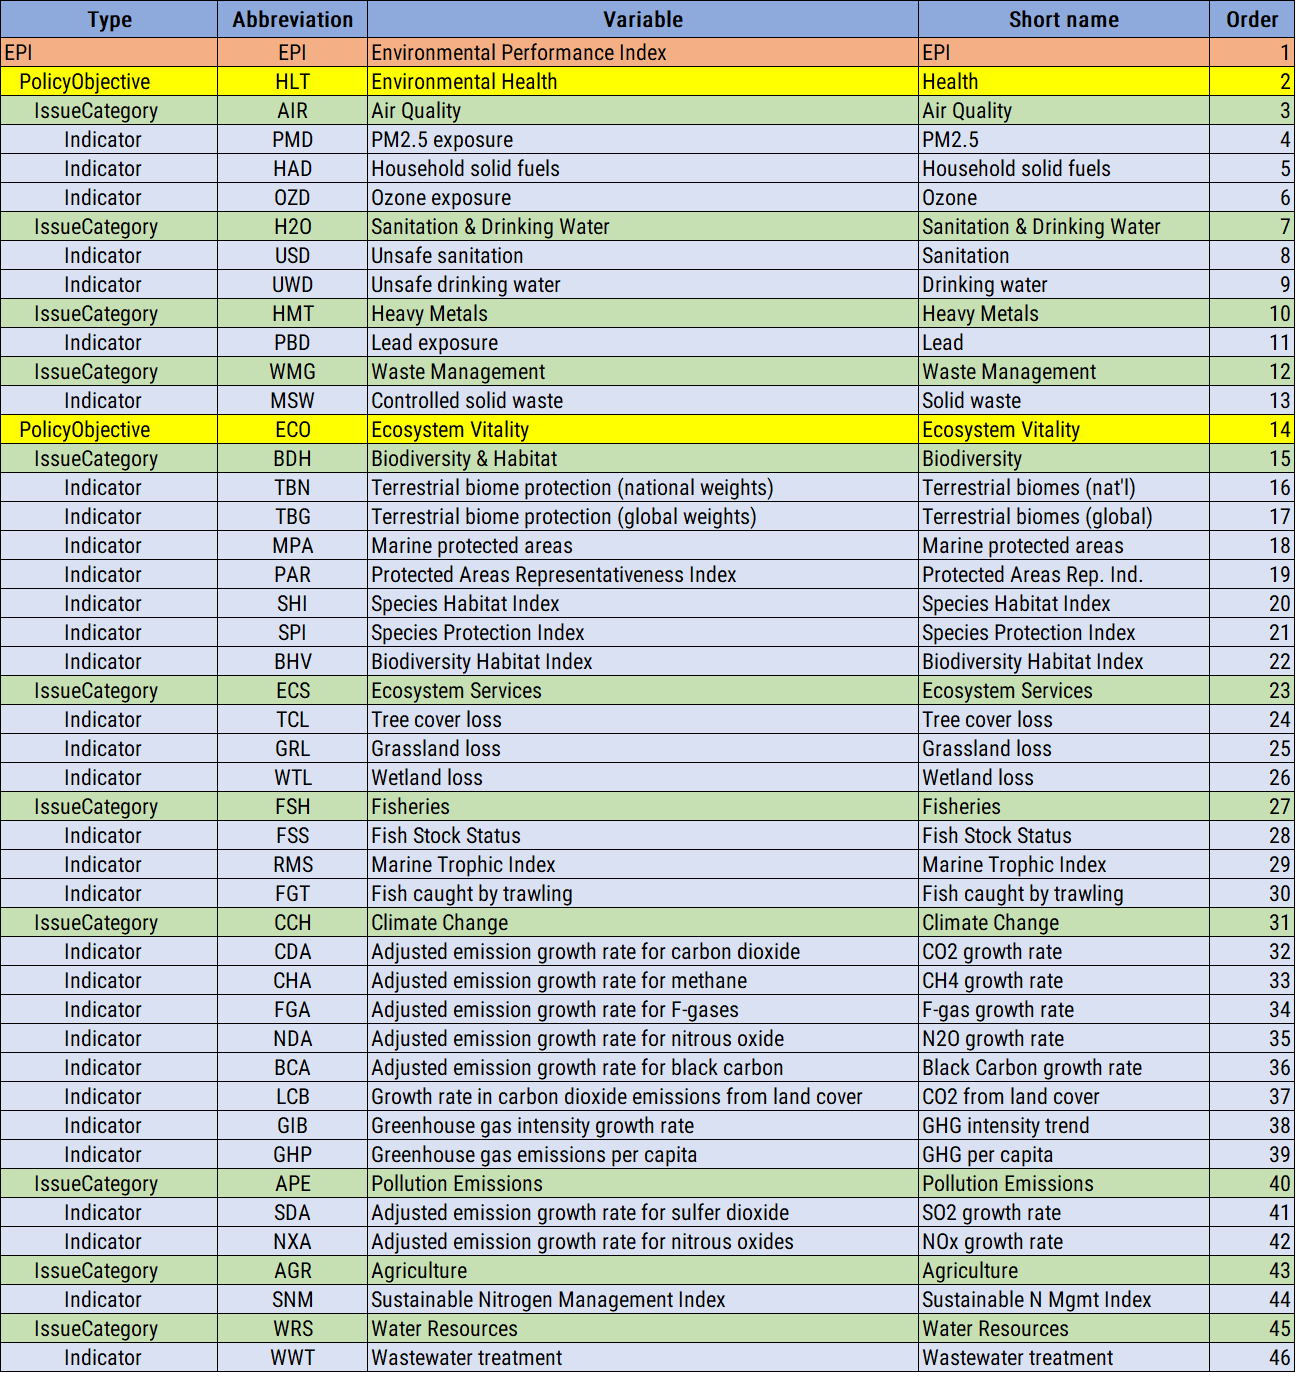 Type Abbreviation Variable Short name Order
EPI EPI Environmental Performance Index EPI 1
PolicyObjective HLT Environmental Health Health 2
IssueCategory AIR Air Quality Air Quality 3
Indicator PMD PM2.5 exposure PM2.5 4
Indicator HAD Household solid fuels Household solid fuels 5
Indicator OZD Ozone exposure Ozone 6
IssueCategory H2O Sanitation & Drinking Water Sanitation & Drinking Water 7
Indicator USD Unsafe sanitation Sanitation 8
Indicator UWD Unsafe drinking water Drinking water 9
IssueCategory HMT Heavy Metals Heavy Metals 10
Indicator PBD Lead exposure Lead 11
IssueCategory WMG Waste Management Waste Management 12
Indicator MSW Controlled solid waste Solid waste 13
PolicyObjective ECO Ecosystem Vitality Ecosystem Vitality 14
IssueCategory BDH Biodiversity & Habitat Biodiversity 15
Indicator TBN Terrestrial biome protection (national weights) Terrestrial biomes (nat'l) 16
Indicator TBG Terrestrial biome protection (global weights) Terrestrial biomes (global) 17
Indicator MPA Marine protected areas Marine protected areas 18
Indicator PAR Protected Areas Representativeness Index Protected Areas Rep. Ind. 19
Indicator SHI Species Habitat Index Species Habitat Index 20
Indicator SPI Species Protection Index Species Protection Index 21
Indicator BHV Biodiversity Habitat Index Biodiversity Habitat Index 22
IssueCategory ECS Ecosystem Services Ecosystem Services 23
Indicator TCL Tree cover loss Tree cover loss 24
Indicator GRL Grassland loss Grassland loss 25
Indicator WTL Wetland loss Wetland loss 26
IssueCategory FSH Fisheries Fisheries 27
Indicator FSS Fish Stock Status Fish Stock Status 28
Indicator RMS Marine Trophic Index Marine Trophic Index 29
Indicator FGT Fish caught by trawling Fish caught by trawling 30
IssueCategory CCH Climate Change Climate Change 31
Indicator CDA Adjusted emission growth rate for carbon dioxide CO2 growth rate 32
Indicator CHA Adjusted emission growth rate for methane CH4 growth rate 33
Indicator FGA Adjusted emission growth rate for F-gases F-gas growth rate 34
Indicator NDA Adjusted emission growth rate for nitrous oxide N2O growth rate 35
Indicator BCA Adjusted emission growth rate for black carbon Black Carbon growth rate 36
Indicator LCB Growth rate in carbon dioxide emissions from land cover CO2 from land cover 37
Indicator GIB Greenhouse gas intensity growth rate GHG intensity trend 38
Indicator GHP Greenhouse gas emissions per capita GHG per capita 39
IssueCategory APE Pollution Emissions Pollution Emissions 40
Indicator SDA Adjusted emission growth rate for sulfer dioxide SO2 growth rate 41
Indicator NXA Adjusted emission growth rate for nitrous oxides NOx growth rate 42
IssueCategory AGR Agriculture Agriculture 43
Indicator SNM Sustainable Nitrogen Management Index Sustainable N Mgmt Index 44
IssueCategory WRS Water Resources Water Resources 45
Indicator WWT Wastewater treatment Wastewater treatment 46